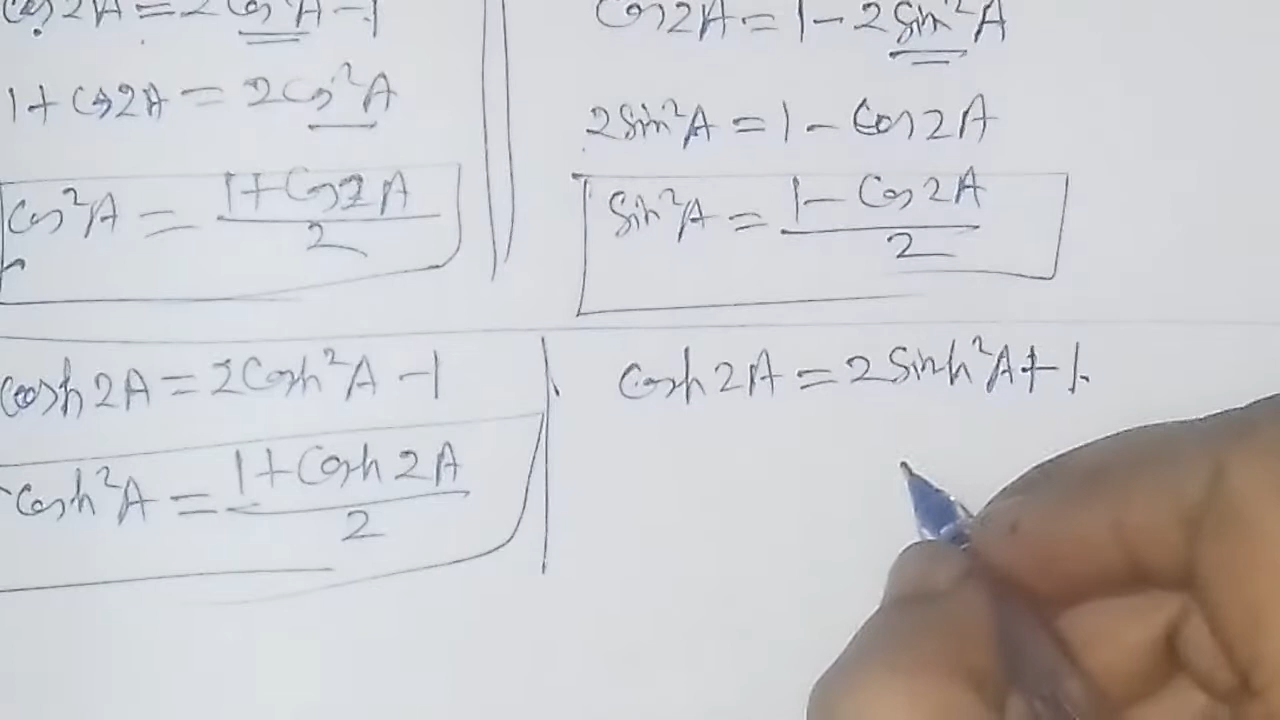 cos2A = 2cos²A - 1
1 + cos2A = 2cos²A
cos²A = 1 + cos2A / 2
cos2A = 1 - 2sin²A
2sin²A = 1 - cos2A
sin²A = 1 - cos2A / 2
cosh2A = 2cosh²A - 1
cosh²A = 1 + cosh2A / 2
cosh2A = 2sinh²A + 1.